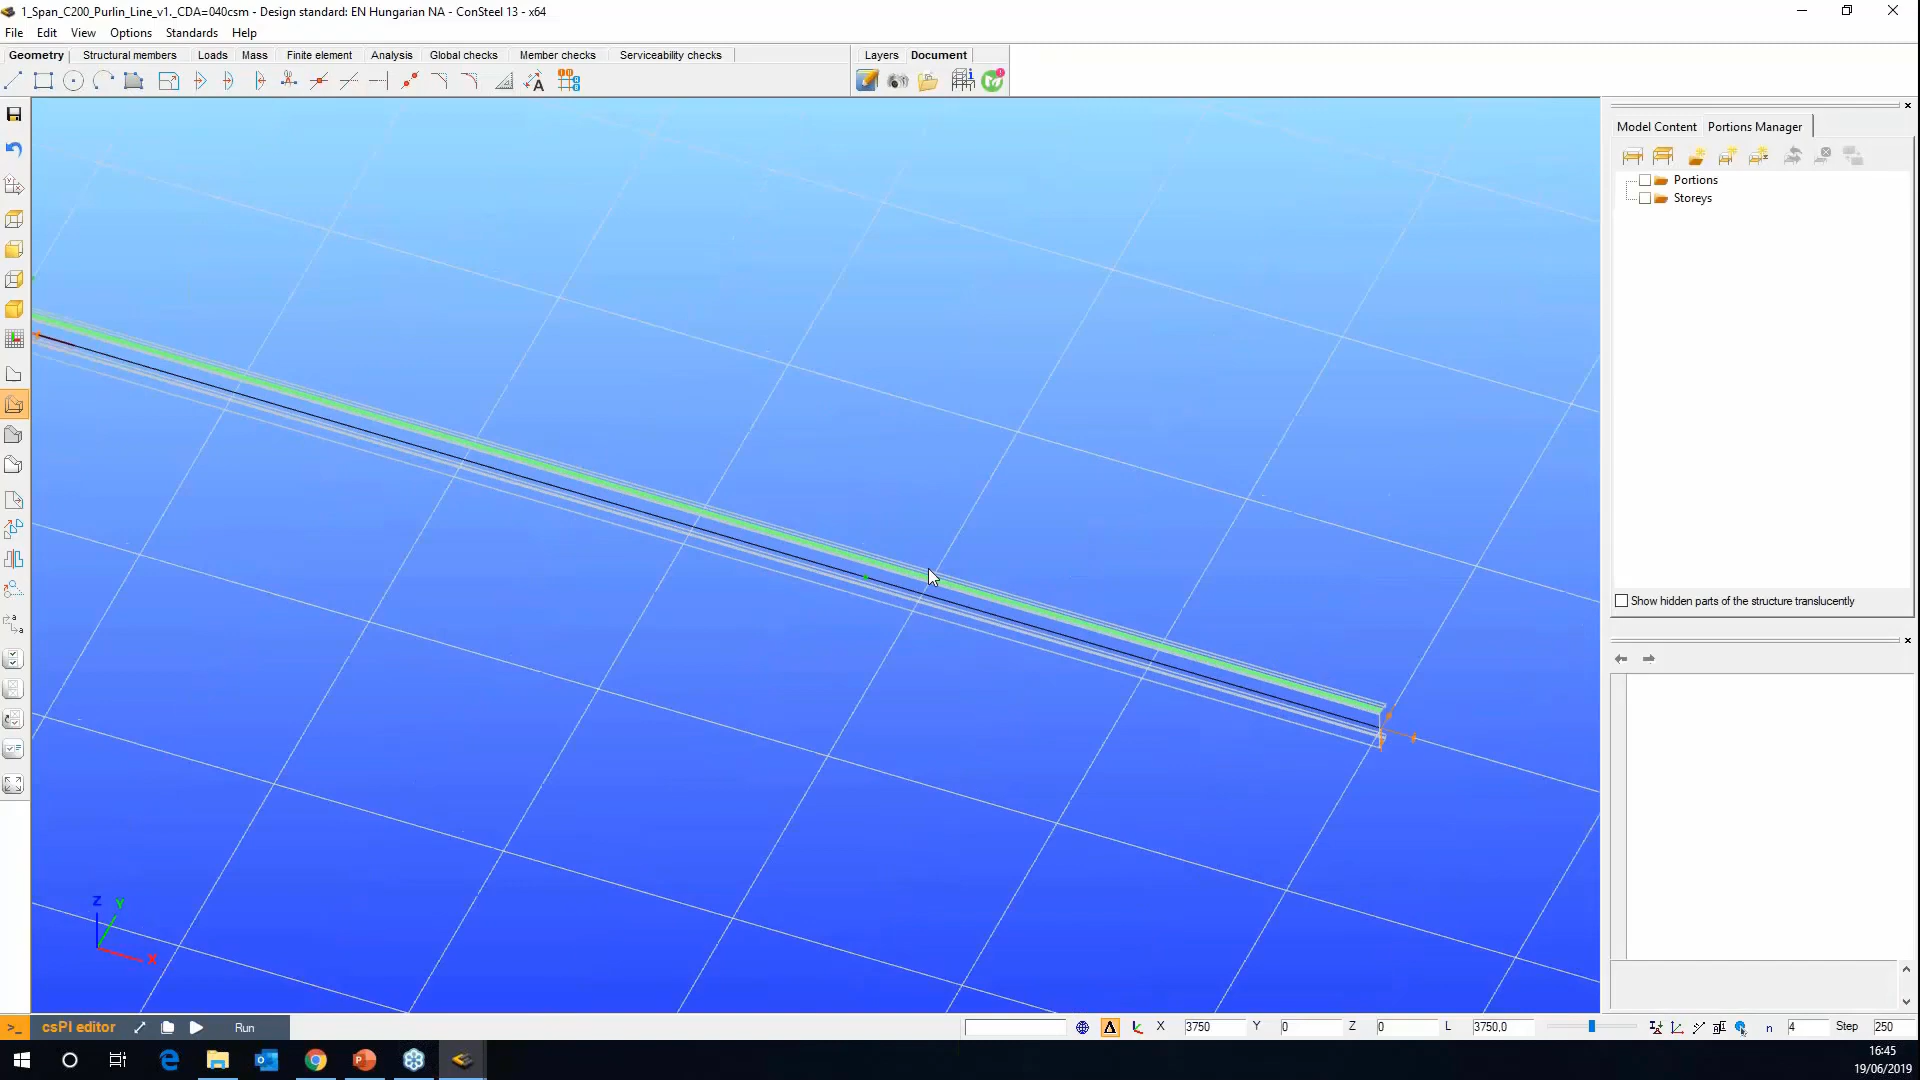 1_Span_C200_Purlin_Line_v1._CDA=040csm - Design standard: EN Hungarian NA - ConSteel 13 - x64
File Edit View Options Standards Help
Geometry Structural members Loads Mass Finite element Analysis Global checks Member checks Serviceability checks Layers Document
Model Content Portions Manager
Portions
Storeys
Show hidden parts of the structure translucently
Z Y
X
>_ csPI editor Run X 3750 Y 0 Z 0 L 3750,0 n 4 Step 250
16:45
19/06/2019